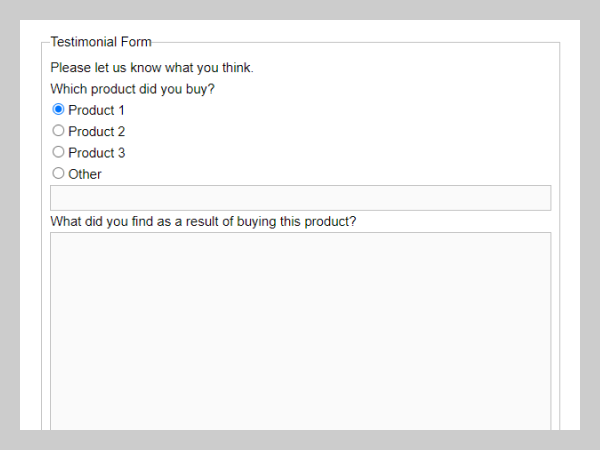 Testimonial Form
Please let us know what you think.
Which product did you buy?
Product 1
Product 2
Product 3
Other
What did you find as a result of buying this product?